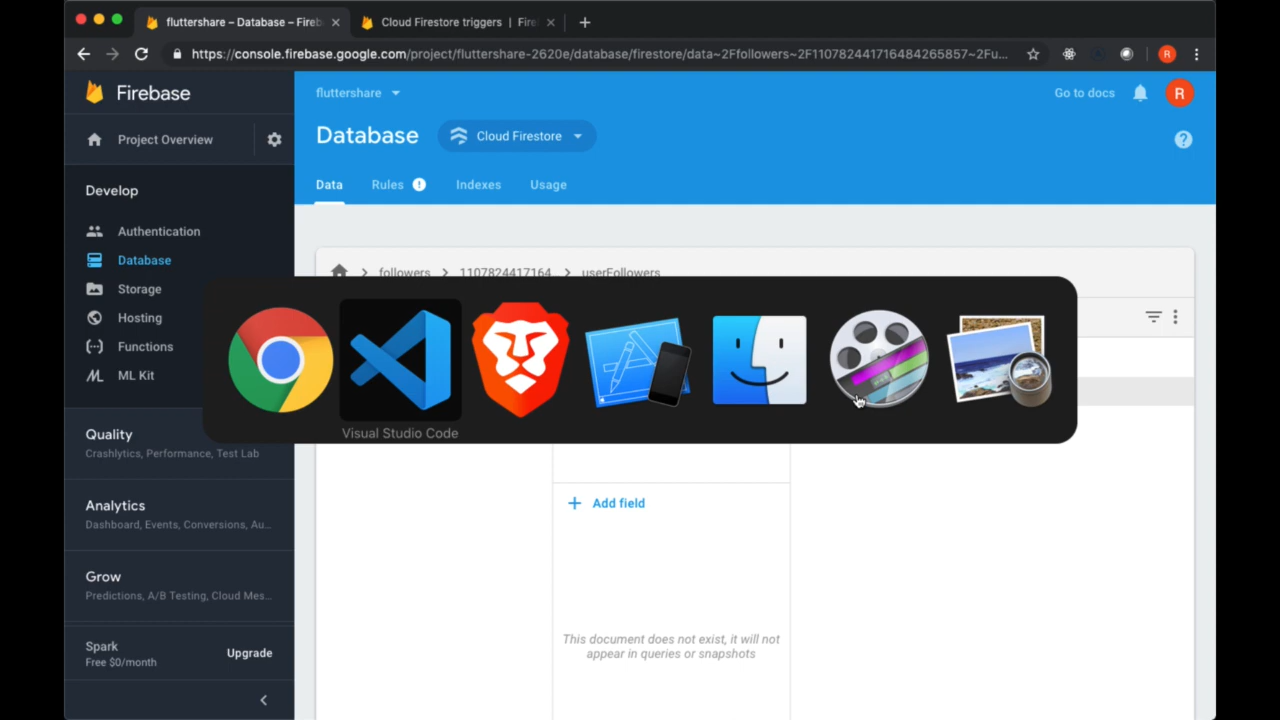 fluttershare – Database – Fireb
Cloud Firestore triggers | Fire
https://console.firebase.google.com/project/fluttershare-2620e/database/firestore/data~2Ffollowers~2F110782441716484265857~2Fu...
R
Firebase
fluttershare
Go to docs
R
Project Overview
Database
Cloud Firestore
?
Develop
Data
Rules
!
Indexes
Usage
Authentication
Database
Storage
Hosting
Functions
ML Kit
followers
1107824417164
userFollowers
Visual Studio Code
Quality
Crashlytics, Performance, Test Lab
Analytics
Dashboard, Events, Conversions, Au...
Grow
Predictions, A/B Testing, Cloud Mes...
Spark
Free $0/month
Upgrade
Add field
This document does not exist, it will not
appear in queries or snapshots